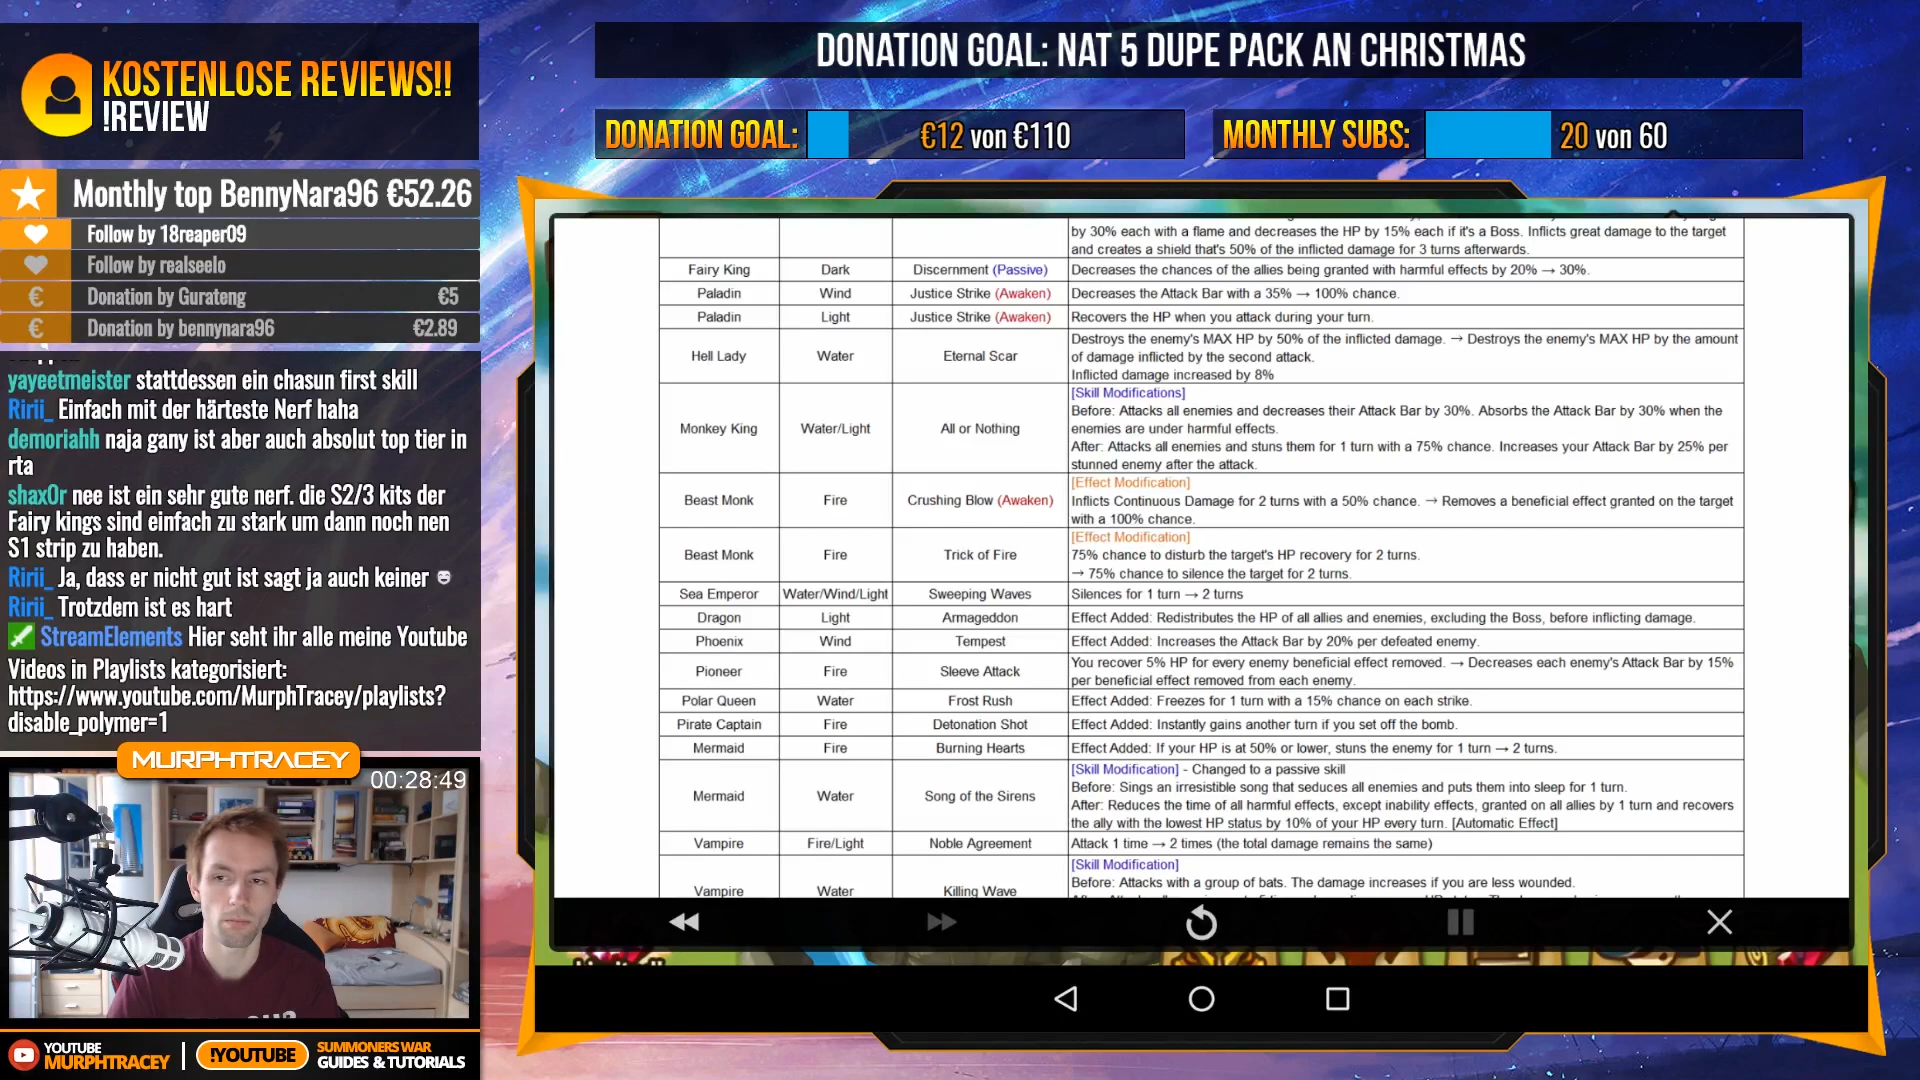 KOSTENLOSE REVIEWS!!
!REVIEW
Monthly top BennyNara96 €52.26
Follow by 18reaper09
Follow by realseelo
Donation by Gurateng €5
Donation by bennynara96 €2.89
yayeetmeister stattdessen ein chasun first skill
Ririi_ Einfach mit der härteste Nerf haha
demoriahh naja gany ist aber auch absolut top tier in
rta
shax0r nee ist ein sehr gute nerf. die S2/3 kits der
Fairy kings sind einfach zu stark um dann noch nen
S1 strip zu haben.
Ririi_ Ja, dass er nicht gut ist sagt ja auch keiner
Ririi_ Trotzdem ist es hart
StreamElements Hier seht ihr alle meine Youtube
Videos in Playlists kategorisiert:
https://www.youtube.com/MurphTracey/playlists?
disable_polymer=1
MURPHTRACEY
00:28:49
YOUTUBE
MURPHTRACEY
!YOUTUBE
SUMMONERS WAR
GUIDES & TUTORIALS
DONATION GOAL: NAT 5 DUPE PACK AN CHRISTMAS
DONATION GOAL: €12 von €110
MONTHLY SUBS: 20 von 60
by 30% each with a flame and decreases the HP by 15% each if it's a Boss. Inflicts great damage to the target
and creates a shield that's 50% of the inflicted damage for 3 turns afterwards.
Fairy King Dark Discernment (Passive) Decreases the chances of the allies being granted with harmful effects by 20% → 30%.
Paladin Wind Justice Strike (Awaken) Decreases the Attack Bar with a 35% → 100% chance.
Paladin Light Justice Strike (Awaken) Recovers the HP when you attack during your turn.
Hell Lady Water Eternal Scar Destroys the enemy's MAX HP by 50% of the inflicted damage. → Destroys the enemy's MAX HP by the amount
of damage inflicted by the second attack.
Inflicted damage increased by 8%
Monkey King Water/Light All or Nothing [Skill Modifications]
Before: Attacks all enemies and decreases their Attack Bar by 30%. Absorbs the Attack Bar by 30% when the
enemies are under harmful effects.
After: Attacks all enemies and stuns them for 1 turn with a 75% chance. Increases your Attack Bar by 25% per
stunned enemy after the attack.
Beast Monk Fire Crushing Blow (Awaken) [Effect Modification]
Inflicts Continuous Damage for 2 turns with a 50% chance. → Removes a beneficial effect granted on the target
with a 100% chance.
Beast Monk Fire Trick of Fire [Effect Modification]
75% chance to disturb the target's HP recovery for 2 turns.
→ 75% chance to silence the target for 2 turns.
Sea Emperor Water/Wind/Light Sweeping Waves Silences for 1 turn → 2 turns
Dragon Light Armageddon Effect Added: Redistributes the HP of all allies and enemies, excluding the Boss, before inflicting damage.
Phoenix Wind Tempest Effect Added: Increases the Attack Bar by 20% per defeated enemy.
Pioneer Fire Sleeve Attack You recover 5% HP for every enemy beneficial effect removed. → Decreases each enemy's Attack Bar by 15%
per beneficial effect removed from each enemy.
Polar Queen Water Frost Rush Effect Added: Freezes for 1 turn with a 15% chance on each strike.
Pirate Captain Fire Detonation Shot Effect Added: Instantly gains another turn if you set off the bomb.
Mermaid Fire Burning Hearts Effect Added: If your HP is at 50% or lower, stuns the enemy for 1 turn → 2 turns.
Mermaid Water Song of the Sirens [Skill Modification] - Changed to a passive skill
Before: Sings an irresistible song that seduces all enemies and puts them into sleep for 1 turn.
After: Reduces the time of all harmful effects, except inability effects, granted on all allies by 1 turn and recovers
the ally with the lowest HP status by 10% of your HP every turn. [Automatic Effect]
Vampire Fire/Light Noble Agreement Attack 1 time → 2 times (the total damage remains the same)
Vampire Water Killing Wave [Skill Modification]
Before: Attacks with a group of bats. The damage increases if you are less wounded.